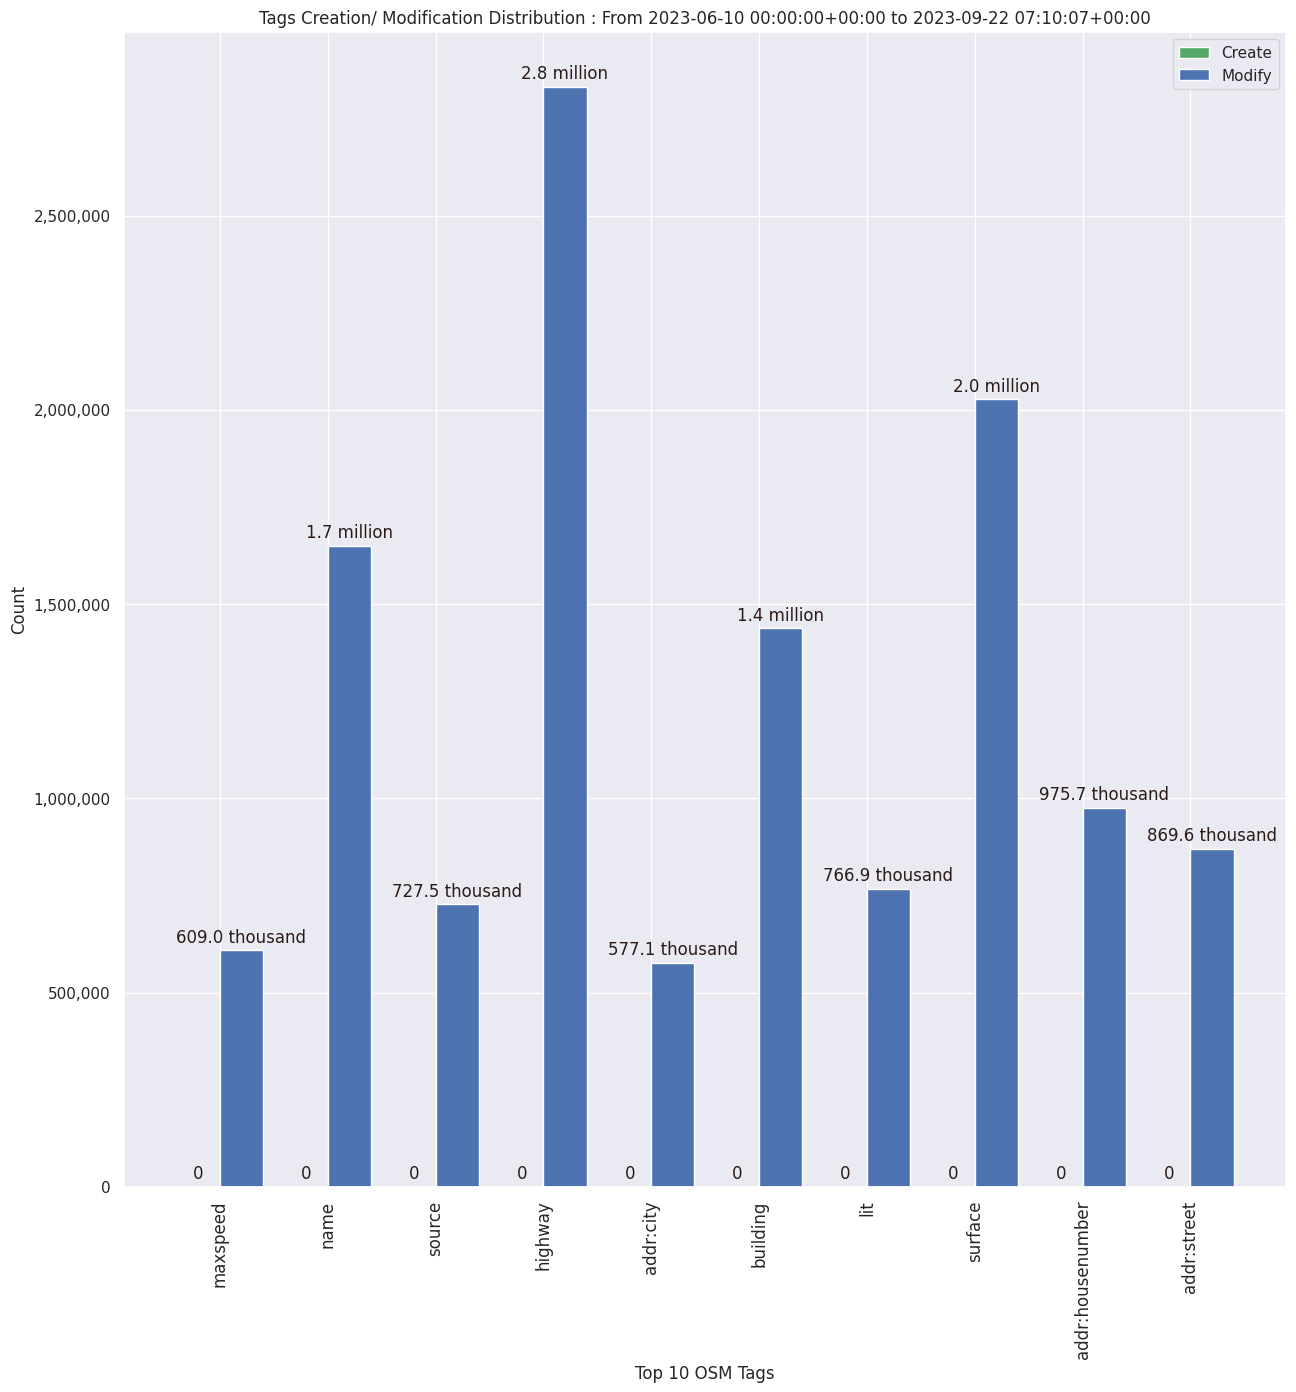 Tags Creation/ Modification Distribution : From 2023-06-10 00:00:00+00:00 to 2023-09-22 07:10:07+00:00
Create
Modify
Count
2,500,000
2,000,000
1,500,000
1,000,000
500,000
0
609.0 thousand
1.7 million
727.5 thousand
2.8 million
577.1 thousand
1.4 million
766.9 thousand
2.0 million
975.7 thousand
869.6 thousand
0
0
0
0
0
0
0
0
0
0
maxspeed
name
source
highway
addr:city
building
lit
surface
addr:housenumber
addr:street
Top 10 OSM Tags